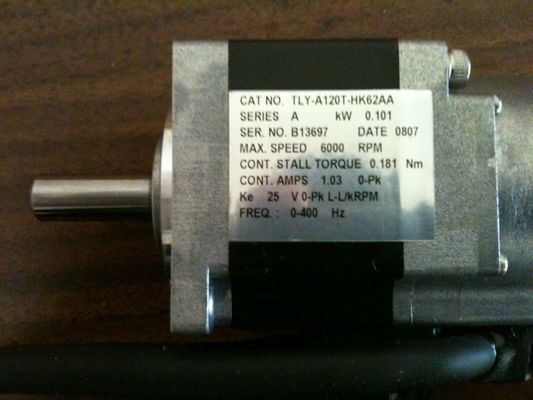 CAT NO. TLY-A120T-HK62AA
SERIES A kW 0.101
SER. NO. B13697 DATE 0807
MAX. SPEED 6000 RPM
CONT. STALL TORQUE 0.181 Nm
CONT. AMPS 1.03 0-Pk
Ke 25 V 0-Pk L-L/kRPM
FREQ. : 0-400 Hz